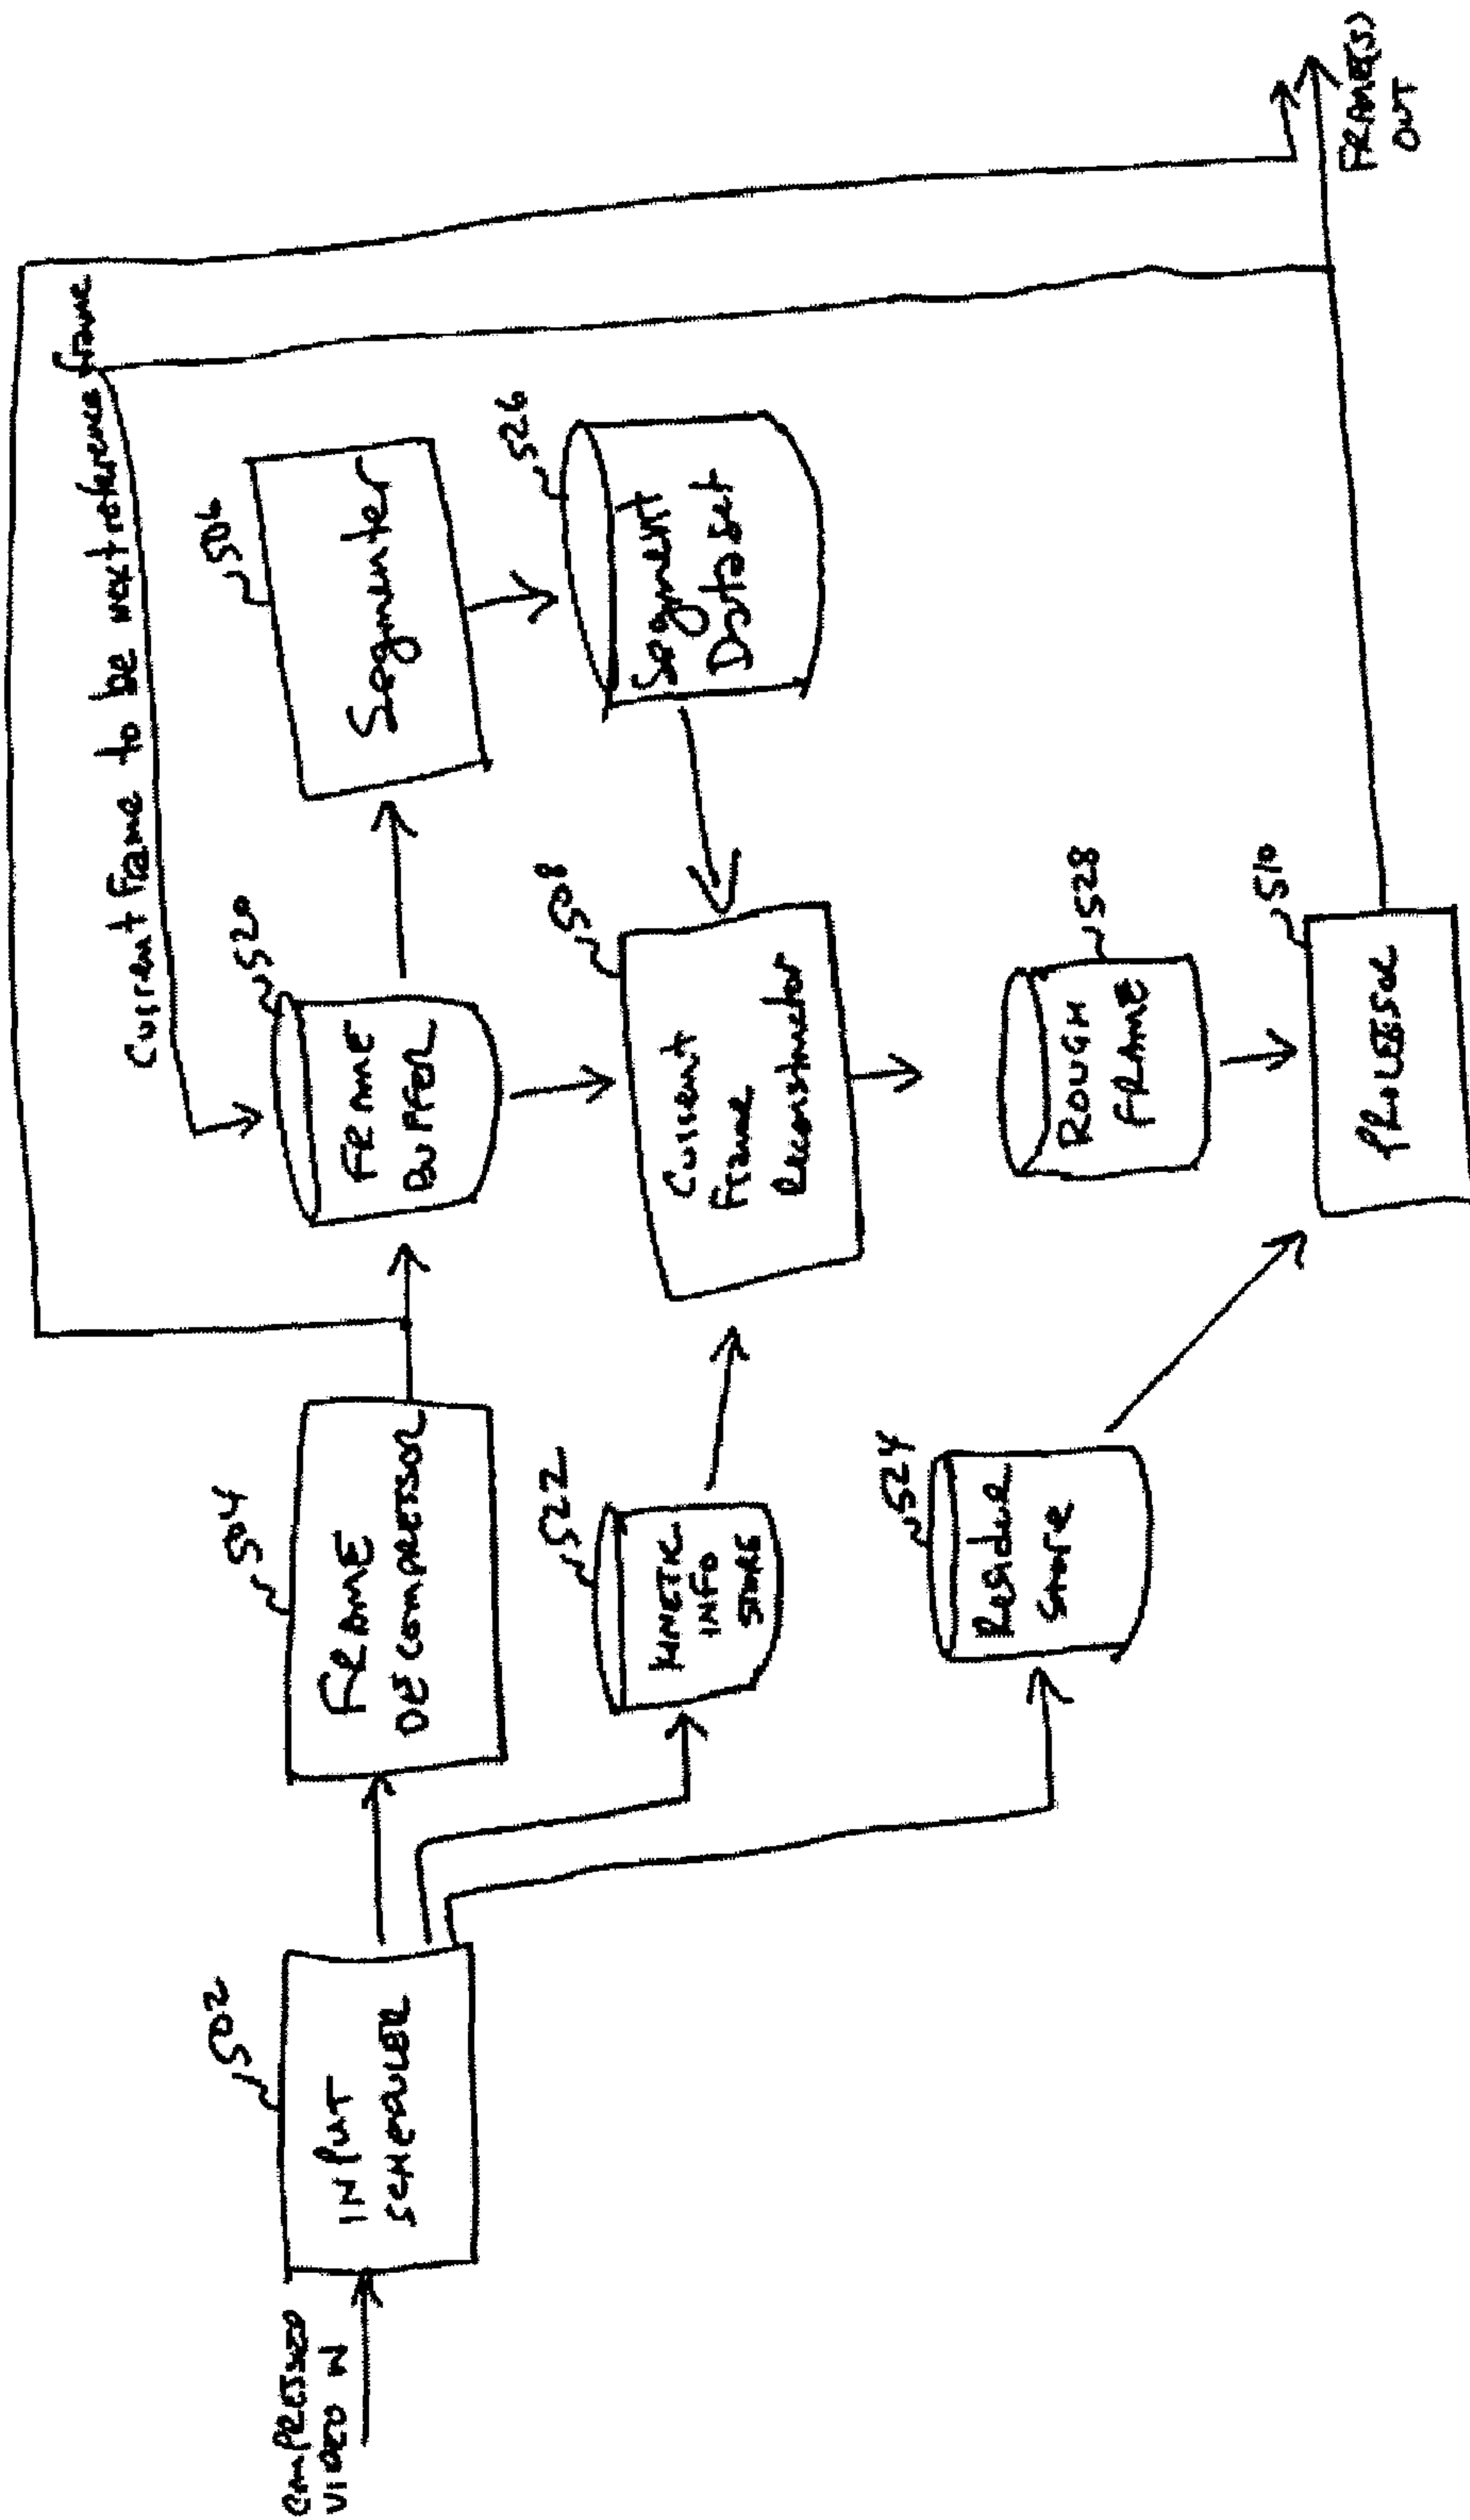 Compressed
Video IN
502
INPUT
SCHEDULER
504
FRAME
DECOMPRESSOR
522
KNETK
INFO
STORE
524
Residue
Store
Current frame to be next reference frame
520
FRAME
BUFFER
506
Segmenter
526
Segment
Buffer
508
Current
Frame
Reconstructor
528
ROUGH
FRAME
510
PROCESSOR
FRAME(S)
OUT